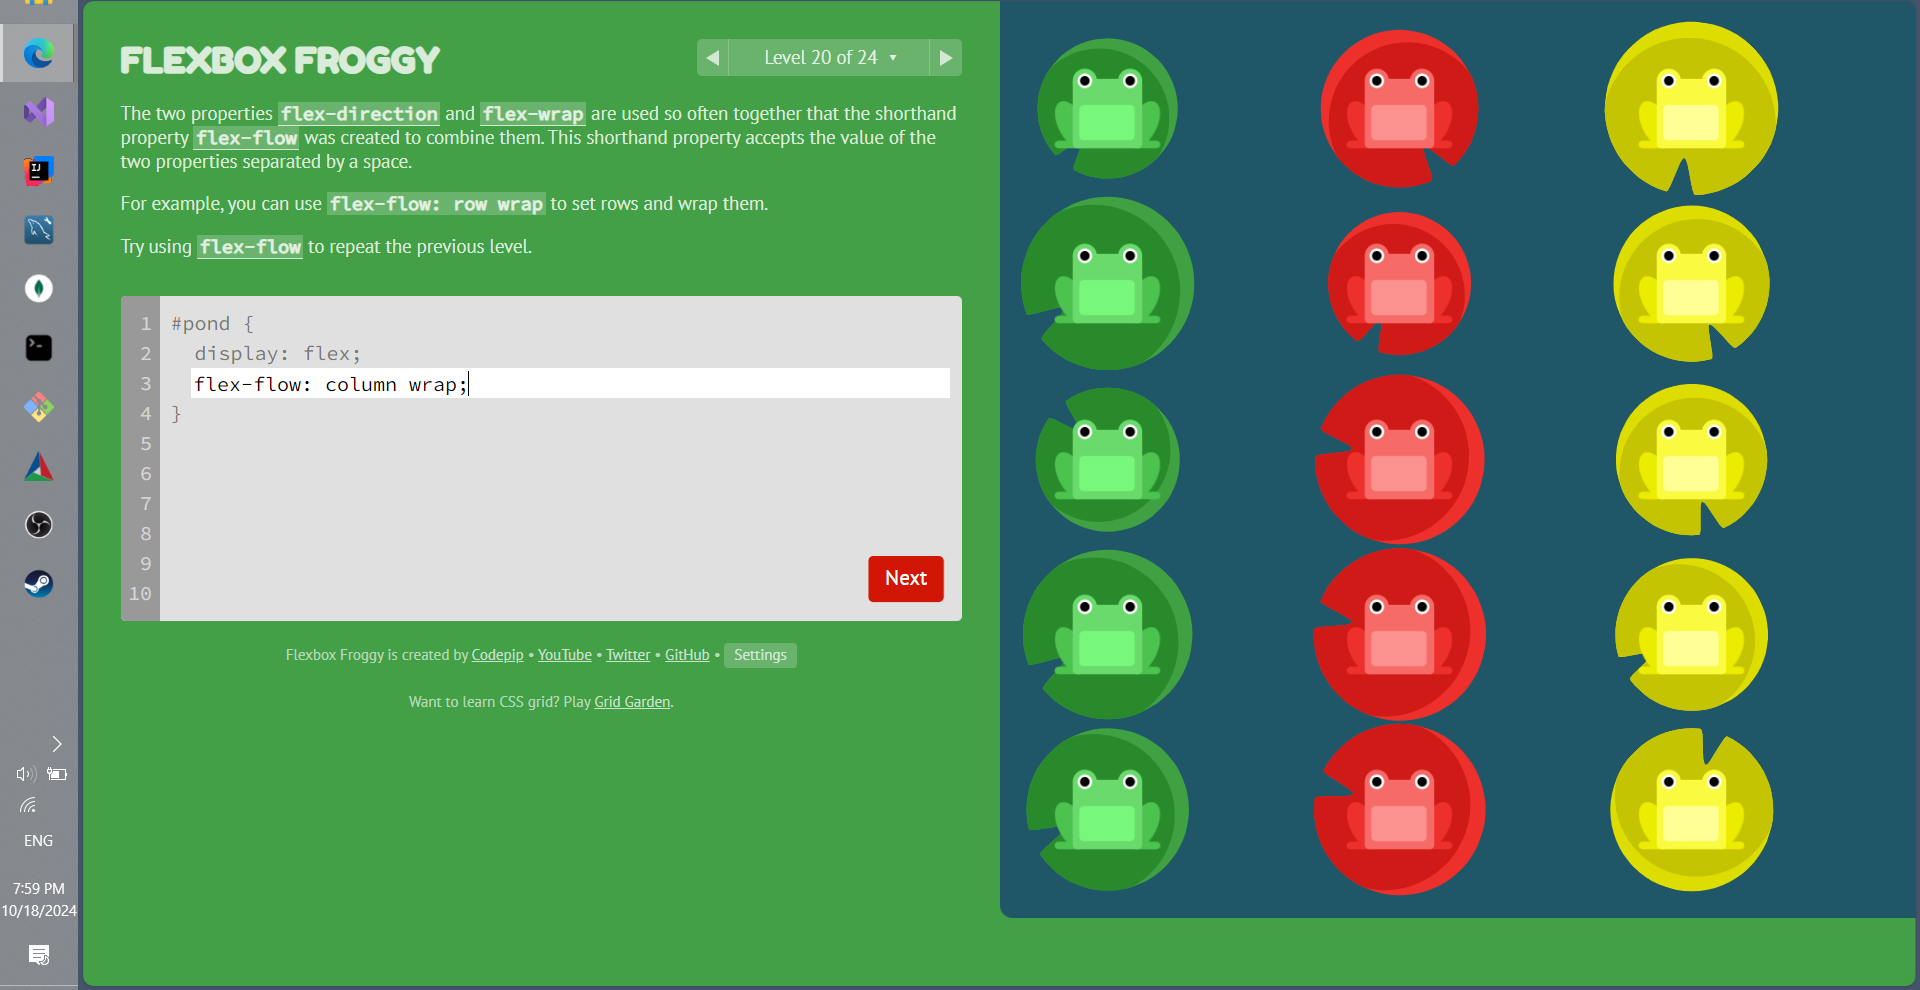 FLEXBOX FROGGY
Level 20 of 24
The two properties flex-direction and flex-wrap are used so often together that the shorthand
property flex-flow was created to combine them. This shorthand property accepts the value of the
two properties separated by a space.
For example, you can use flex-flow: row wrap to set rows and wrap them.
Try using flex-flow to repeat the previous level.
1 #pond {
2 display: flex;
3 flex-flow: column wrap;
4 }
5
6
7
8
9
10
Next
Flexbox Froggy is created by Codepip • YouTube • Twitter • GitHub • Settings
Want to learn CSS grid? Play Grid Garden.
IJ
ENG
7:59 PM
10/18/2024